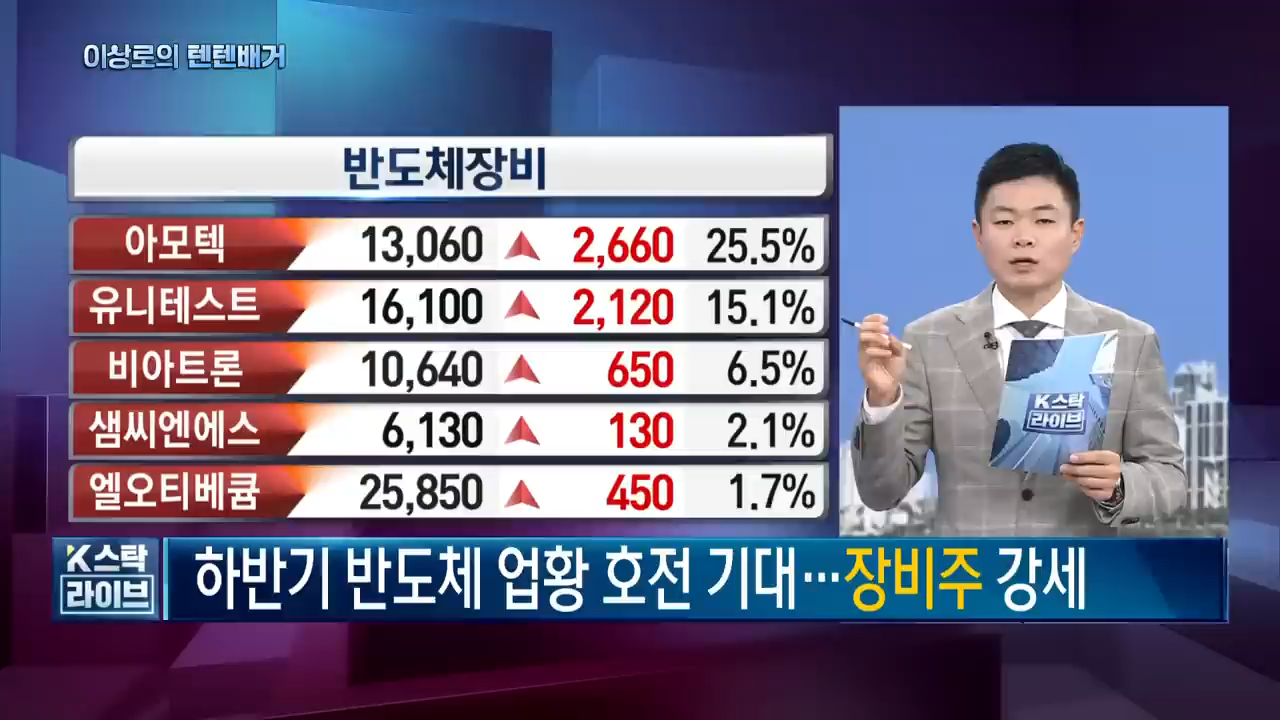 이상로의 텐텐배거
반도체장비
아모텍 13,060 ▲ 2,660 25.5%
유니테스트 16,100 ▲ 2,120 15.1%
비아트론 10,640 ▲ 650 6.5%
샘씨엔에스 6,130 ▲ 130 2.1%
엘오티베큠 25,850 ▲ 450 1.7%
K스탁
라이브
K스탁
라이브
하반기 반도체 업황 호전 기대…장비주 강세